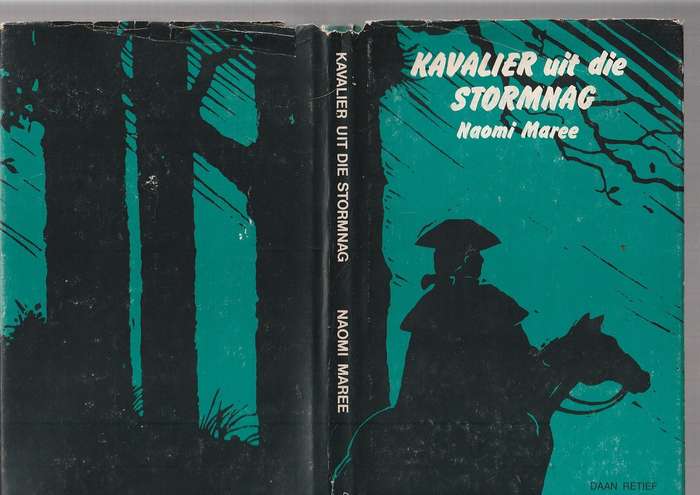 KAVALIER uit die
STORMNAG
Naomi Maree
KAVALIER UIT DIE STORMNAG NAOMI MAREE
DAAN RETIEF